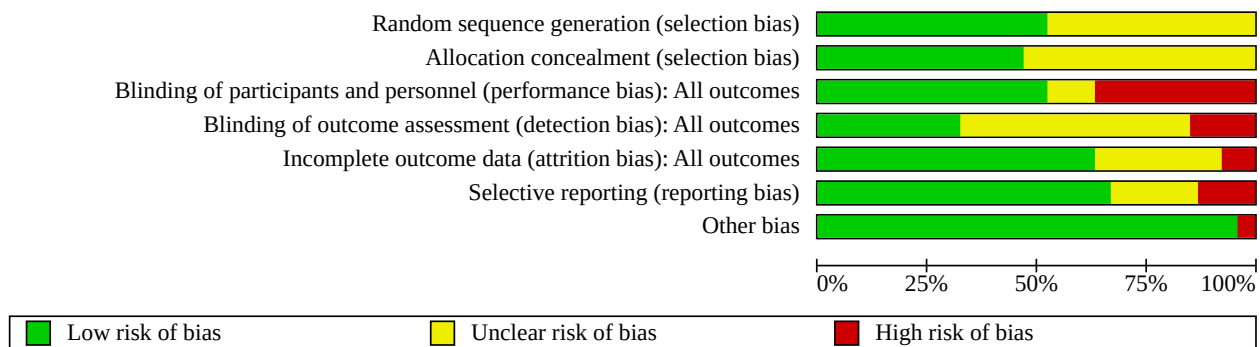 Random sequence generation (selection bias)
Allocation concealment (selection bias)
Blinding of participants and personnel (performance bias): All outcomes
Blinding of outcome assessment (detection bias): All outcomes
Incomplete outcome data (attrition bias): All outcomes
Selective reporting (reporting bias)
Other bias
0% 25% 50% 75% 100%
Low risk of bias Unclear risk of bias High risk of bias